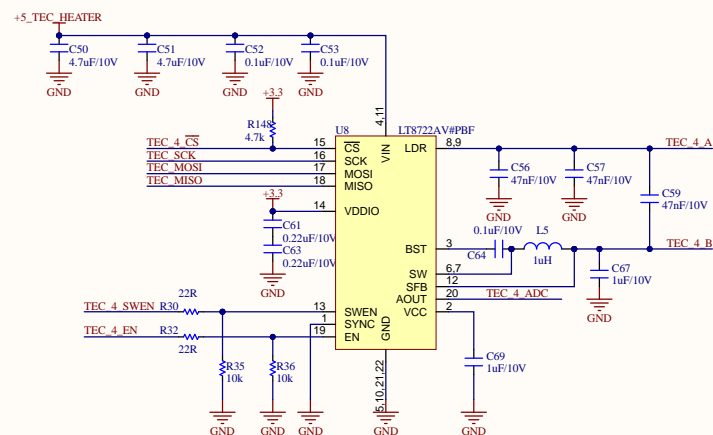 +5_TEC_HEATER
C50
4.7uF/10V
GND
C51
4.7uF/10V
GND
C52
0.1uF/10V
GND
C53
0.1uF/10V
GND
+3.3
R148
4.7k
4,11
U8
LT8722AV#PBF
TEC_4_CS
15
CS
TEC_SCK
16
SCK
TEC_MOSI
17
MOSI
TEC_MISO
18
MISO
VIN
LDR
8,9
TEC_4_A
C56
47nF/10V
GND
C57
47nF/10V
GND
C59
47nF/10V
+3.3
14
VDDIO
C61
0.22uF/10V
C63
0.22uF/10V
GND
BST
3
0.1uF/10V
C64
L5
1uH
TEC_4_B
SW
6,7
SFB
12
AOUT
20
TEC_4_ADC
VCC
2
C67
1uF/10V
GND
22R
TEC_4_SWEN
R30
13
SWEN
1
SYNC
TEC_4_EN
R32
19
EN
22R
GND
5,10,21,22
R35
10k
R36
10k
C69
1uF/10V
GND
GND
GND
GND
GND